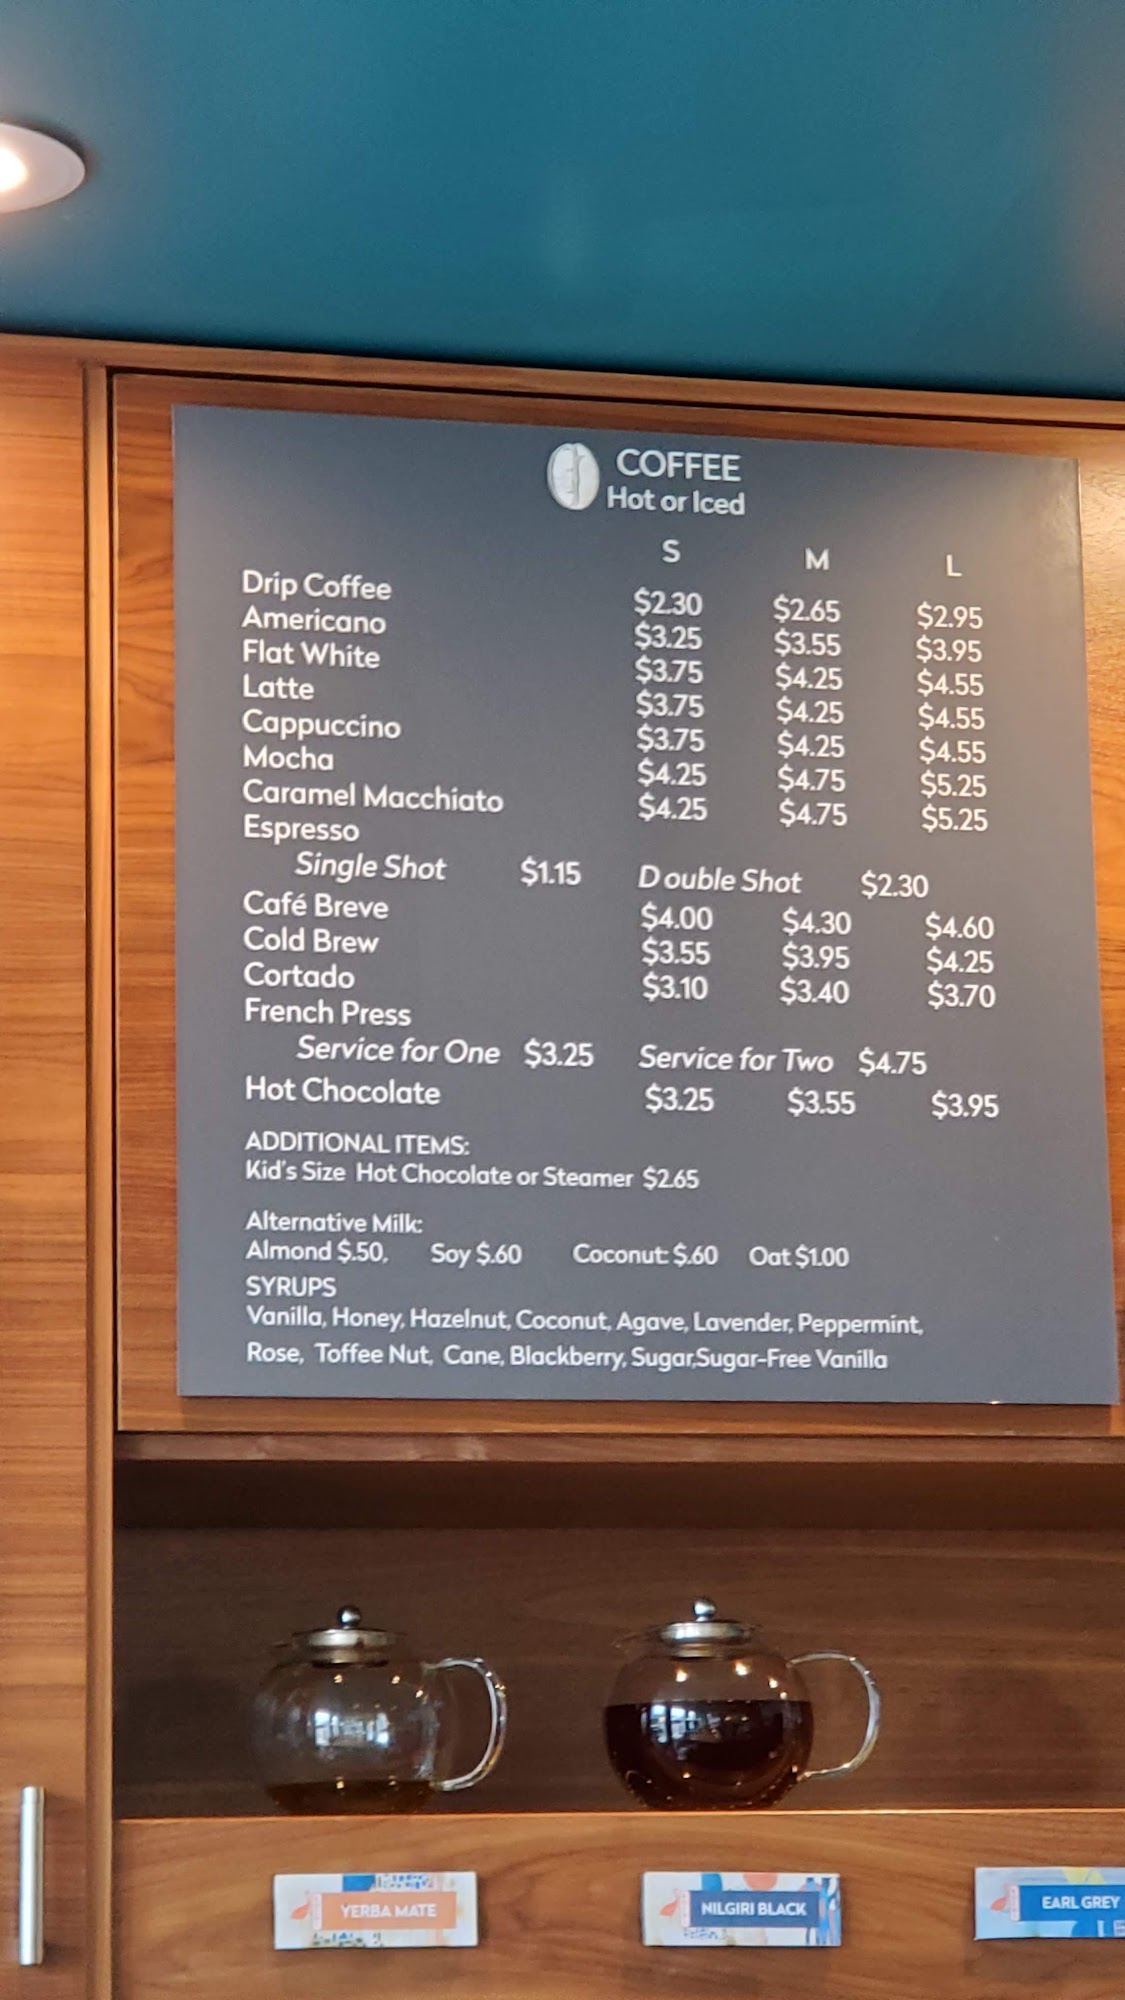 COFFEE
Hot or Iced
S M L
Drip Coffee $2.30 $2.65 $2.95
Americano $3.25 $3.55 $3.95
Flat White $3.75 $4.25 $4.55
Latte $3.75 $4.25 $4.55
Cappuccino $3.75 $4.25 $4.55
Mocha $4.25 $4.75 $5.25
Caramel Macchiato $4.25 $4.75 $5.25
Espresso
Single Shot $1.15 Double Shot $2.30
Café Breve $4.00 $4.30 $4.60
Cold Brew $3.55 $3.95 $4.25
Cortado $3.10 $3.40 $3.70
French Press
Service for One $3.25 Service for Two $4.75
Hot Chocolate $3.25 $3.55 $3.95
ADDITIONAL ITEMS:
Kid's Size Hot Chocolate or Steamer $2.65
Alternative Milk:
Almond $.50, Soy $.60 Coconut: $.60 Oat $1.00
SYRUPS
Vanilla, Honey, Hazelnut, Coconut, Agave, Lavender, Peppermint,
Rose, Toffee Nut, Cane, Blackberry, Sugar,Sugar-Free Vanilla
YERBA MATE
NILGIRI BLACK
EARL GREY